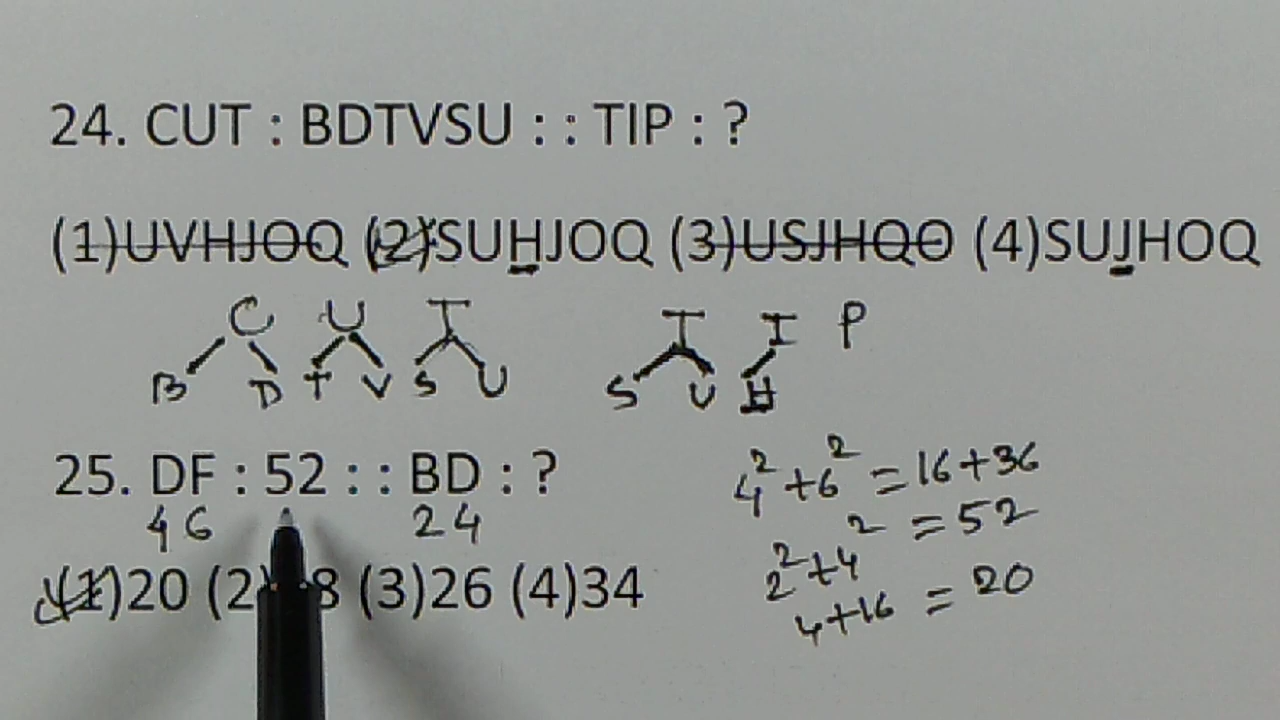 24. CUT : BDTVSU : : TIP : ?
(1)UVHJOQ (2)SUHJOQ (3)USJHQO (4)SUJHOQ
C U T T I P
B D T V S U S U H
25. DF : 52 : : BD : ?
4 6 2 4
(1)20 (2) 8 (3)26 (4)34
4² + 6² = 16+36
= 52
2² + 4²
4+16 = 20